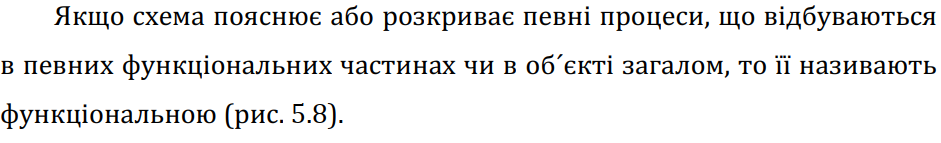 Якщо схема пояснює або розкриває певні процеси, що відбуваються
в певних функціональних частинах чи в об´єкті загалом, то її називають
функціональною (рис. 5.8).